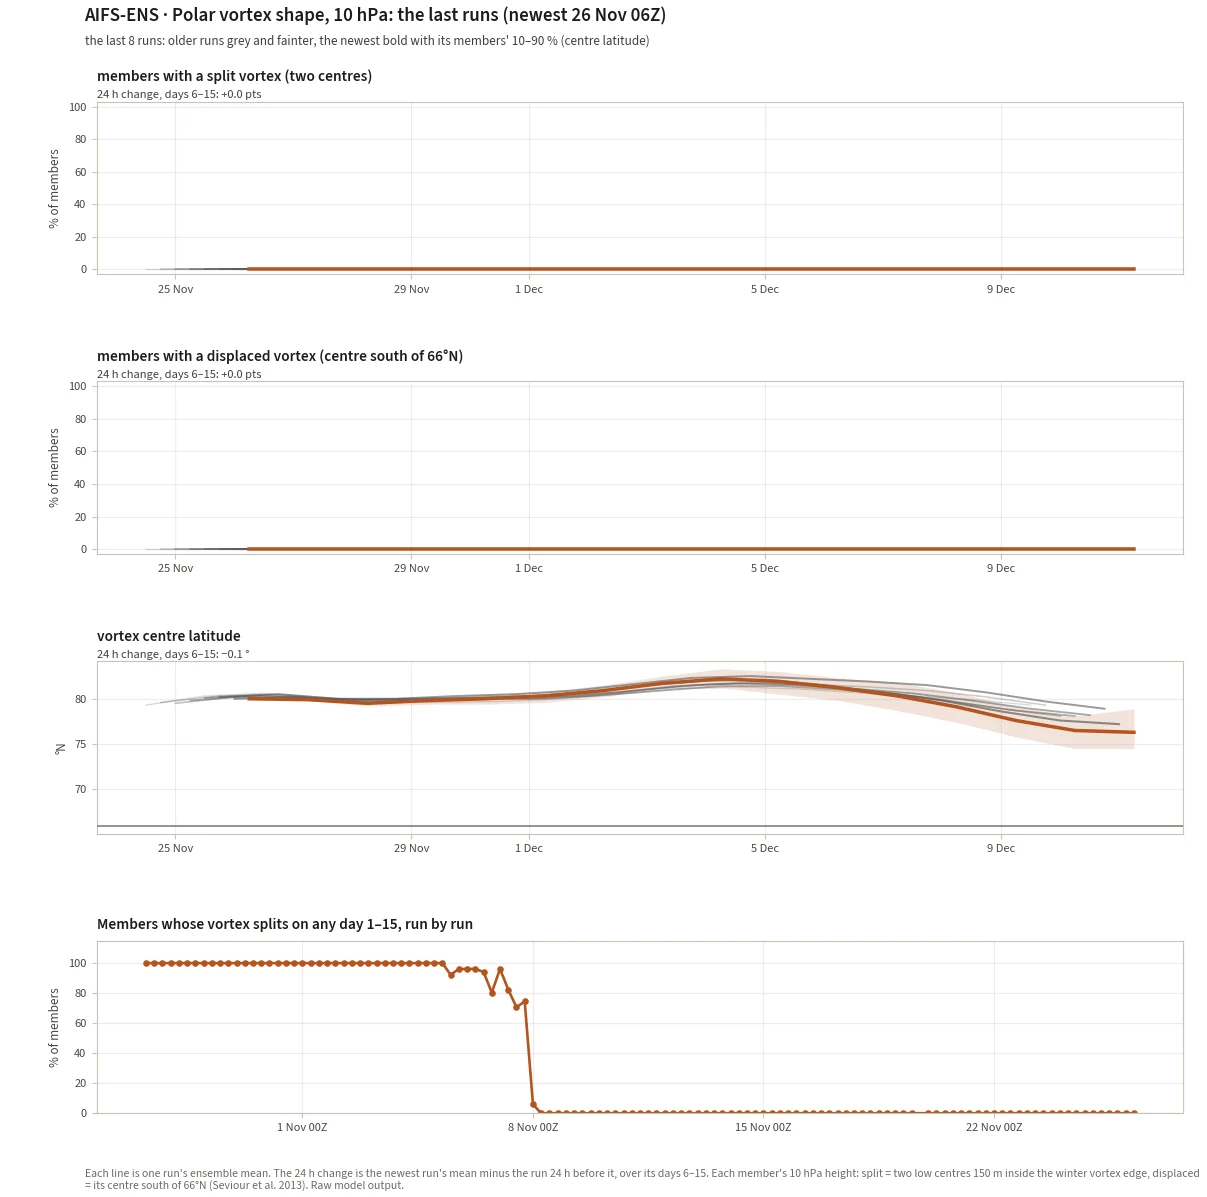 AIFS-ENS · Polar vortex shape, 10 hPa: the last runs (newest 26 Nov 06Z)
the last 8 runs: older runs grey and fainter, the newest bold with its members' 10–90 % (centre latitude)
members with a split vortex (two centres)
24 h change, days 6–15: +0.0 pts
100
80
60
40
20
0
% of members
25 Nov
29 Nov
1 Dec
5 Dec
9 Dec
members with a displaced vortex (centre south of 66°N)
24 h change, days 6–15: +0.0 pts
100
80
60
40
20
0
% of members
25 Nov
29 Nov
1 Dec
5 Dec
9 Dec
vortex centre latitude
24 h change, days 6–15: −0.1 °
80
75
70
°N
25 Nov
29 Nov
1 Dec
5 Dec
9 Dec
Members whose vortex splits on any day 1–15, run by run
100
80
60
40
20
0
% of members
1 Nov 00Z
8 Nov 00Z
15 Nov 00Z
22 Nov 00Z
Each line is one run's ensemble mean. The 24 h change is the newest run's mean minus the run 24 h before it, over its days 6–15. Each member's 10 hPa height: split = two low centres 150 m inside the winter vortex edge, displaced
= its centre south of 66°N (Seviour et al. 2013). Raw model output.